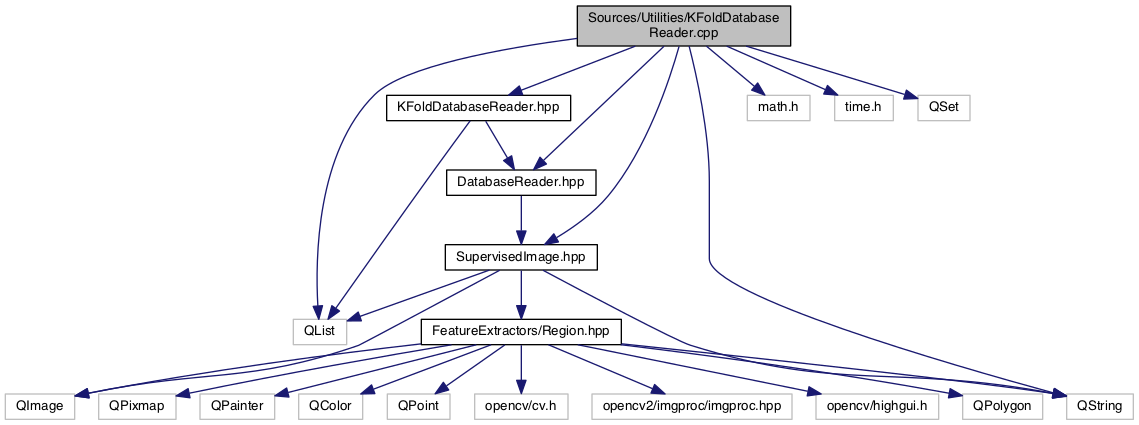 Sources/Utilities/KFoldDatabase
Reader.cpp
KFoldDatabaseReader.hpp
math.h
time.h
QSet
DatabaseReader.hpp
SupervisedImage.hpp
QList
FeatureExtractors/Region.hpp
QImage
QPixmap
QPainter
QColor
QPoint
opencv/cv.h
opencv2/imgproc/imgproc.hpp
opencv/highgui.h
QPolygon
QString